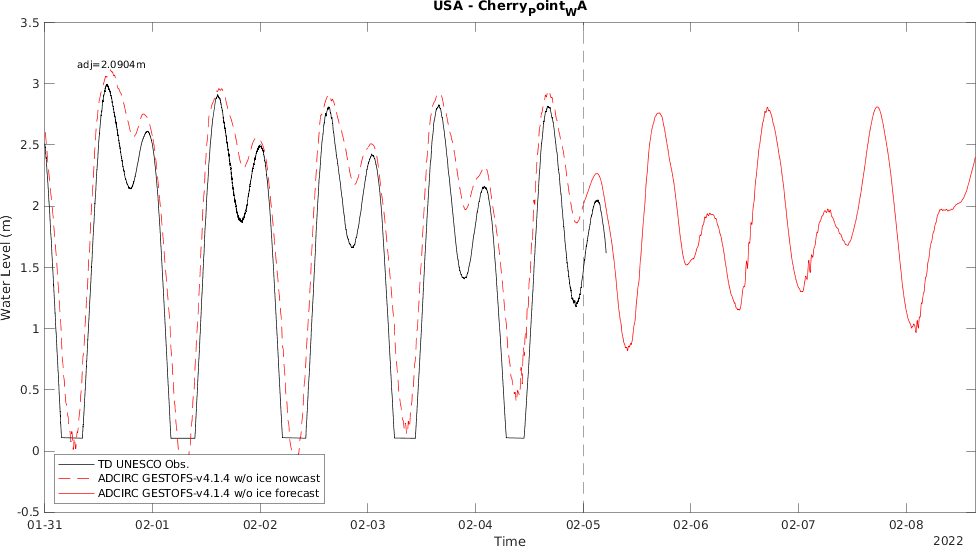 USA - CherryPointWA
3.5
adj=2.0904m
3
2.5
2
1.5
1
0.5
0
-0.5
Water Level (m)
TD UNESCO Obs.
ADCIRC GESTOFS-v4.1.4 w/o ice nowcast
ADCIRC GESTOFS-v4.1.4 w/o ice forecast
01-31 02-01 02-02 02-03 02-04 02-05 02-06 02-07 02-08
Time
2022